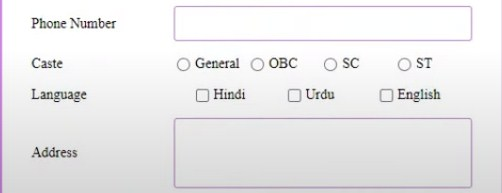 Phone Number
Caste General OBC SC ST
Language Hindi Urdu English
Address